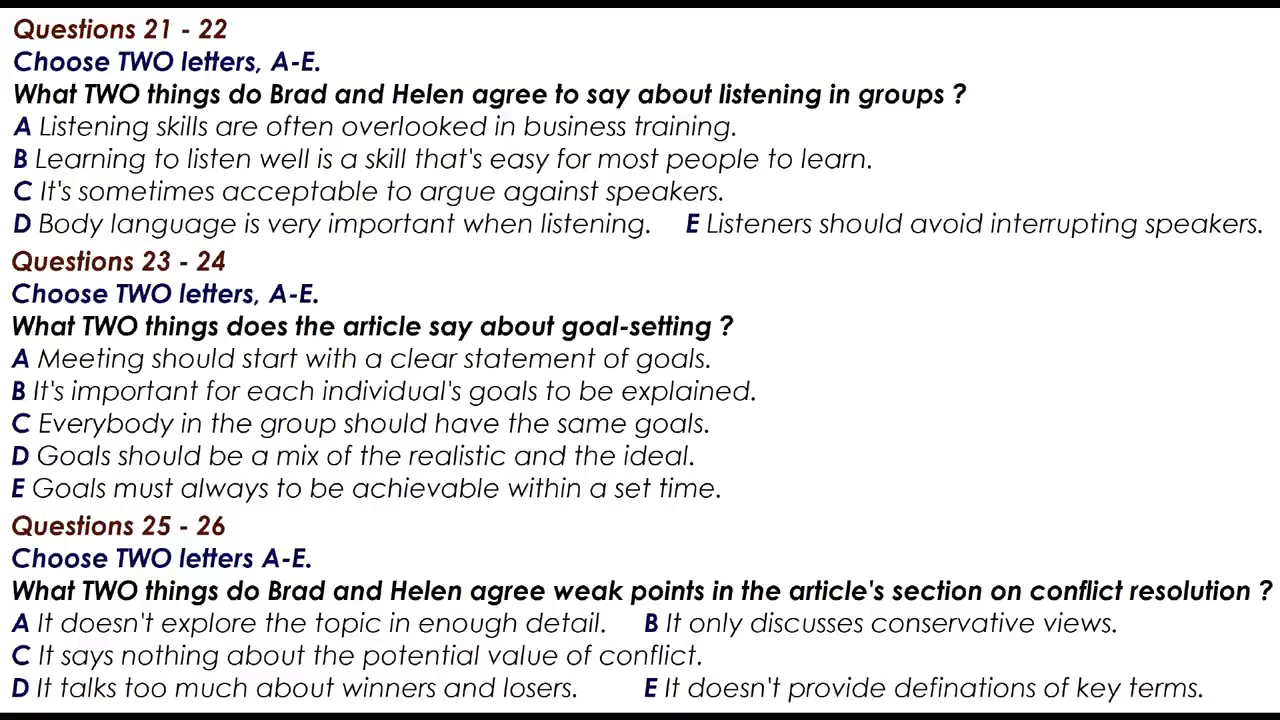 Questions 21 - 22
Choose TWO letters, A-E.
What TWO things do Brad and Helen agree to say about listening in groups ?
A Listening skills are often overlooked in business training.
B Learning to listen well is a skill that's easy for most people to learn.
C It's sometimes acceptable to argue against speakers.
D Body language is very important when listening. E Listeners should avoid interrupting speakers.
Questions 23 - 24
Choose TWO letters, A-E.
What TWO things does the article say about goal-setting ?
A Meeting should start with a clear statement of goals.
B It's important for each individual's goals to be explained.
C Everybody in the group should have the same goals.
D Goals should be a mix of the realistic and the ideal.
E Goals must always to be achievable within a set time.
Questions 25 - 26
Choose TWO letters A-E.
What TWO things do Brad and Helen agree weak points in the article's section on conflict resolution ?
A It doesn't explore the topic in enough detail. B It only discusses conservative views.
C It says nothing about the potential value of conflict.
D It talks too much about winners and losers. E It doesn't provide definations of key terms.